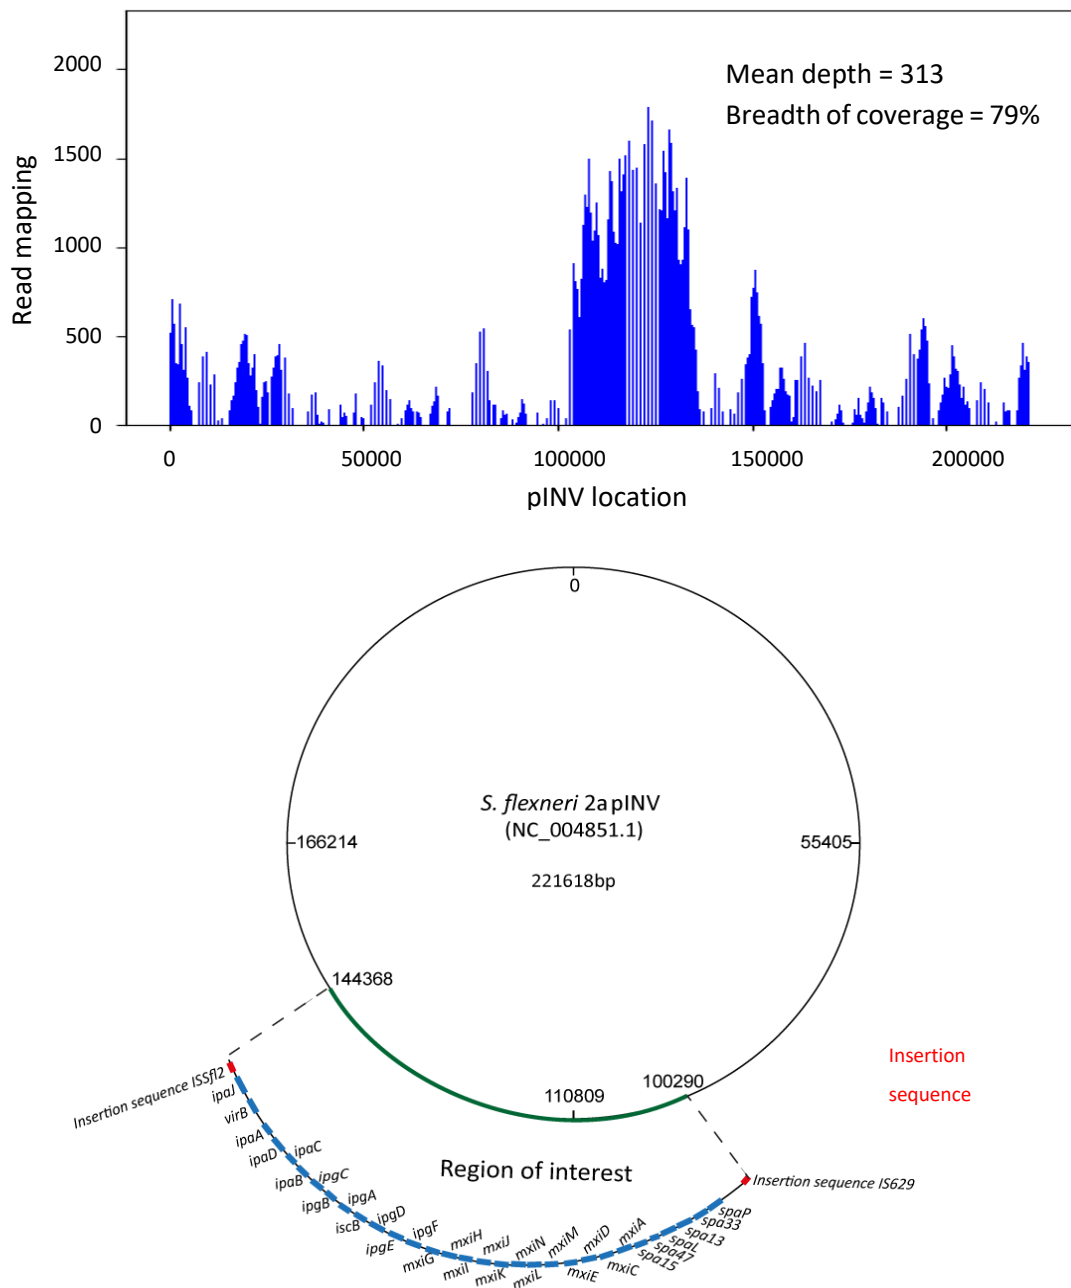 2000
1500
1000
500
0
Read mapping
Mean depth = 313
Breadth of coverage = 79%
0
50000
100000
150000
200000
pINV location
0
S. flexneri 2a pINV
(NC_004851.1)
221618bp
166214
55405
144368
100290
110809
Region of interest
Insertion
sequence
Insertion sequence ISSfl2
ipaJ
virB
ipaA
ipaD
ipaC
ipaB
ipgC
ipgB
ipgA
iscB
ipgD
ipgE
ipgF
mxiG
mxiH
mxiI
mxiJ
mxiK
mxiN
mxiL
mxiM
mxiE
mxiD
mxiC
mxiA
spa15
spa47
spaL
spa13
spa33
spaP
Insertion sequence IS629